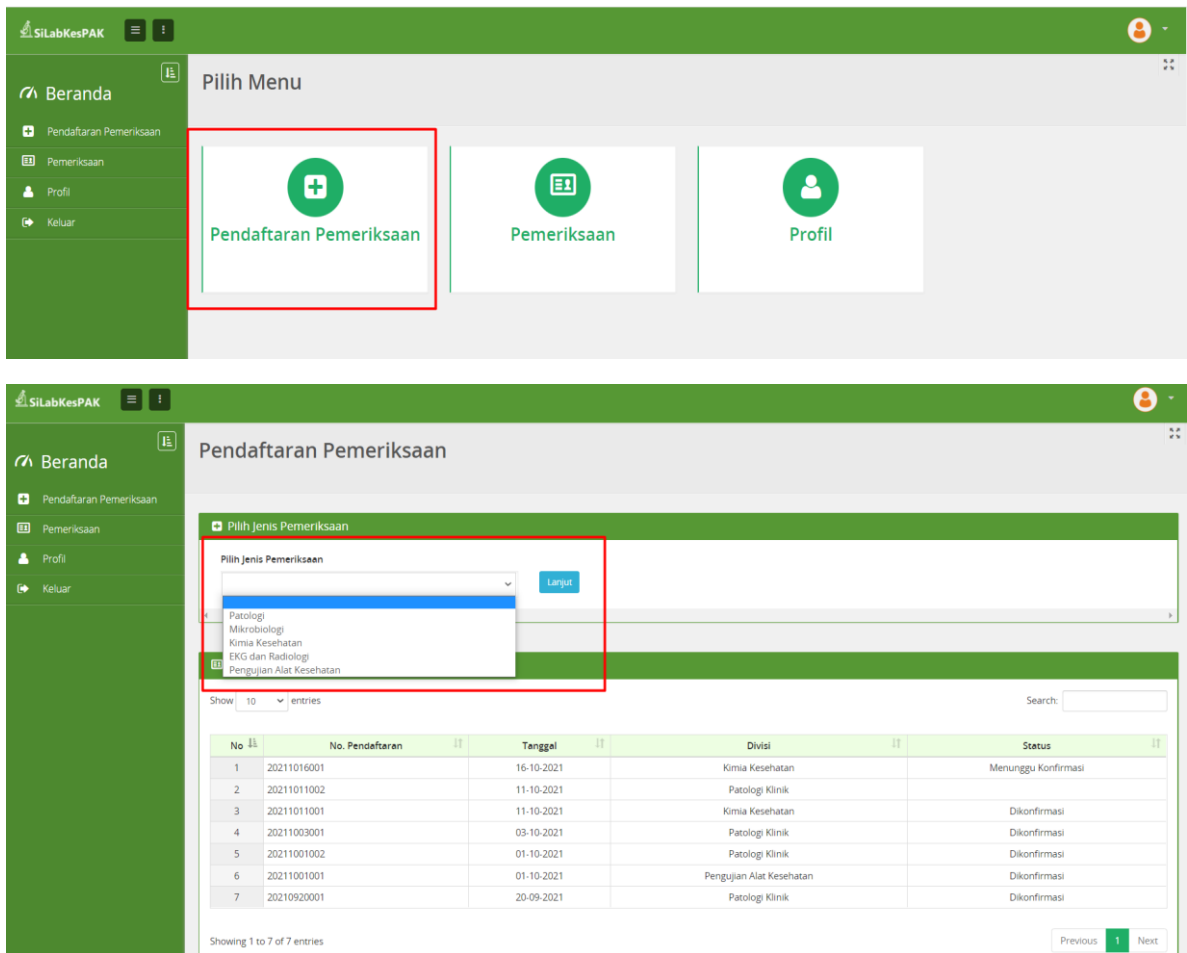 SiLabKesPAK
Beranda
Pilih Menu
Pendaftaran Pemeriksaan
Pemeriksaan
Profil
Keluar
Pendaftaran Pemeriksaan
Pemeriksaan
Profil
SiLabKesPAK
Beranda
Pendaftaran Pemeriksaan
Pemeriksaan
Profil
Keluar
Pendaftaran Pemeriksaan
Pilih Jenis Pemeriksaan
Pilih Jenis Pemeriksaan
Lanjut
Patologi
Mikrobiologi
Kimia Kesehatan
EKG dan Radiologi
Pengujian Alat Kesehatan
Show 10 entries Search:
No No. Pendaftaran Tanggal Divisi Status
1 20211016001 16-10-2021 Kimia Kesehatan Menunggu Konfirmasi
2 20211011002 11-10-2021 Patologi Klinik
3 20211011001 11-10-2021 Kimia Kesehatan Dikonfirmasi
4 20211003001 03-10-2021 Patologi Klinik Dikonfirmasi
5 20211001002 01-10-2021 Patologi Klinik Dikonfirmasi
6 20211001001 01-10-2021 Pengujian Alat Kesehatan Dikonfirmasi
7 20210920001 20-09-2021 Patologi Klinik Dikonfirmasi
Showing 1 to 7 of 7 entries Previous 1 Next